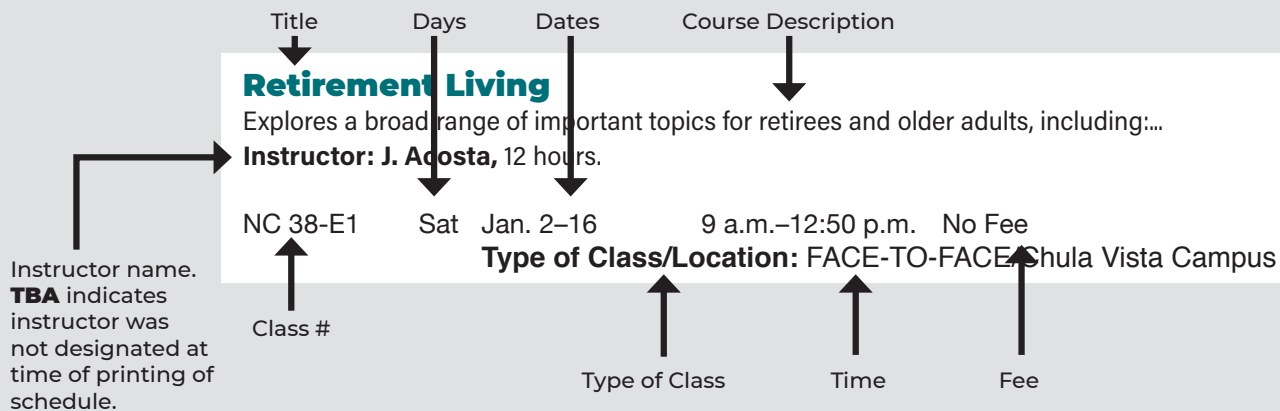 Title Days Dates Course Description
Retirement Living
Explores a broad range of important topics for retirees and older adults, including:...
Instructor: J. Acosta, 12 hours.
NC 38-E1 Sat Jan. 2–16 9 a.m.–12:50 p.m. No Fee
Type of Class/Location: FACE-TO-FACE/Chula Vista Campus
Instructor name.
TBA indicates
instructor was
not designated at
time of printing of
schedule.
Class #
Type of Class Time Fee